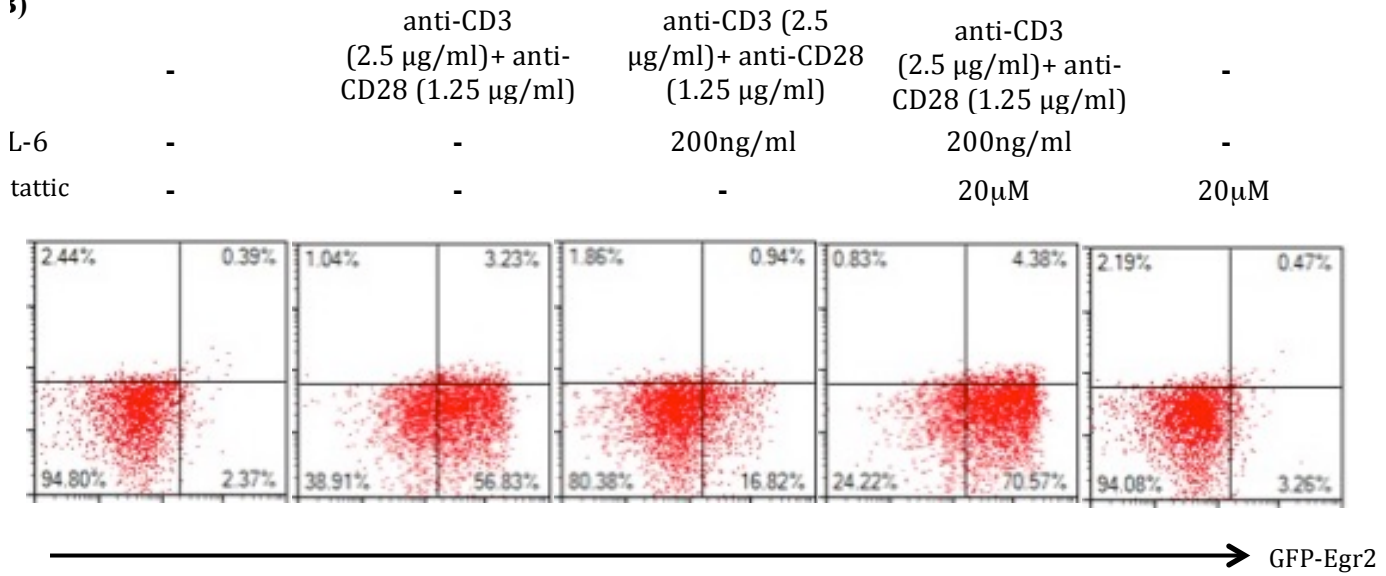 -
anti-CD3
(2.5 µg/ml)+ anti-
CD28 (1.25 µg/ml)
anti-CD3 (2.5
µg/ml)+ anti-CD28
(1.25 µg/ml)
anti-CD3
(2.5 µg/ml)+ anti-
CD28 (1.25 µg/ml)
-
L-6 - - 200ng/ml 200ng/ml -
tattic - - - 20µM 20µM
2.44% 0.39% 1.04% 3.23% 1.86% 0.94% 0.83% 4.38% 2.19% 0.47%
94.80% 2.37% 38.91% 56.83% 80.38% 16.82% 24.22% 70.57% 94.08% 3.26%
GFP-Egr2